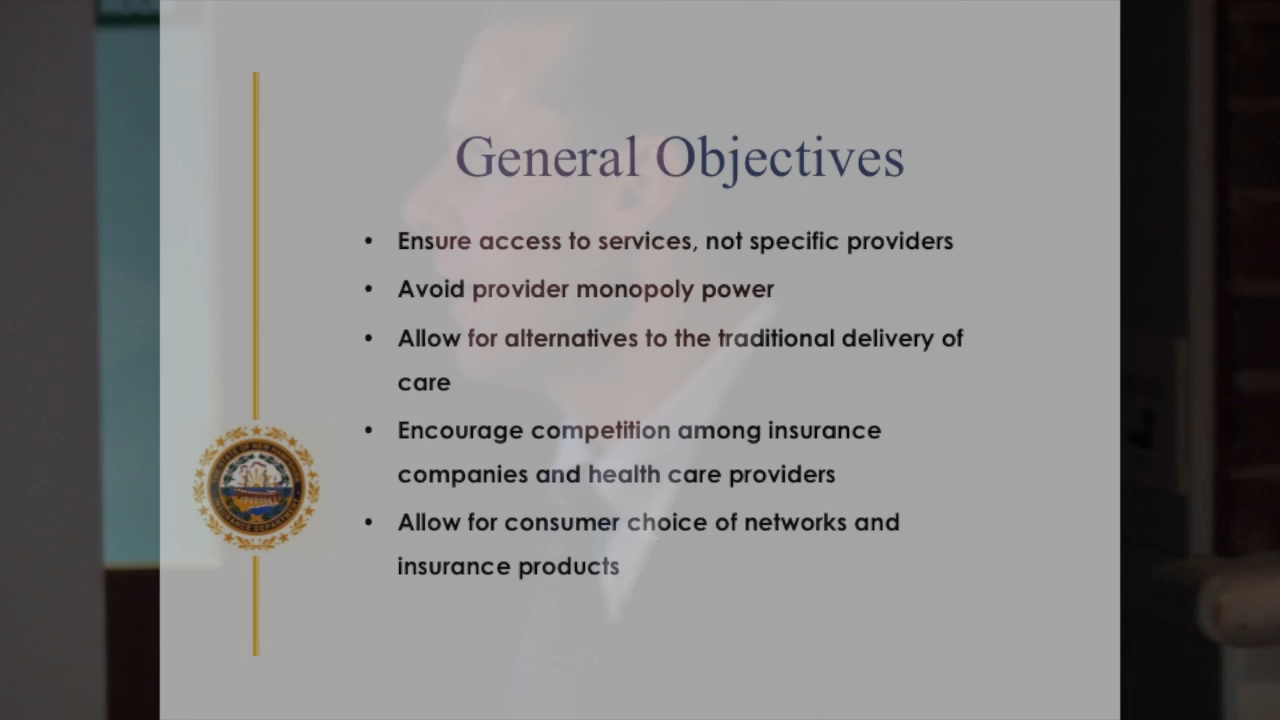 General Objectives
• Ensure access to services, not specific providers
• Avoid provider monopoly power
• Allow for alternatives to the traditional delivery of
care
• Encourage competition among insurance
companies and health care providers
• Allow for consumer choice of networks and
insurance products
INSURANCE DEPARTMENT